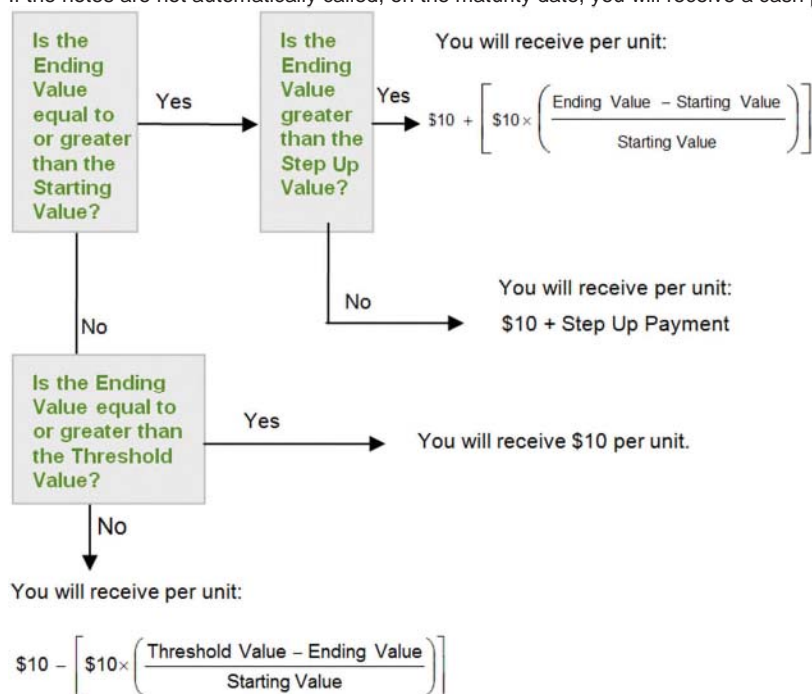 If the notes are not automatically called, on the maturity date, you will receive a cash p
Is the
Ending
Value
equal to
or greater
than the
Starting
Value?
Yes
Is the
Ending
Value
greater
than the
Step Up
Value?
Yes
You will receive per unit:
$10 + [ $10 × ( Ending Value – Starting Value
Starting Value ) ]
No
You will receive per unit:
$10 + Step Up Payment
No
Is the Ending
Value equal to
or greater than
the Threshold
Value?
Yes
You will receive $10 per unit.
No
You will receive per unit:
$10 – [ $10× ( Threshold Value – Ending Value
Starting Value ) ]